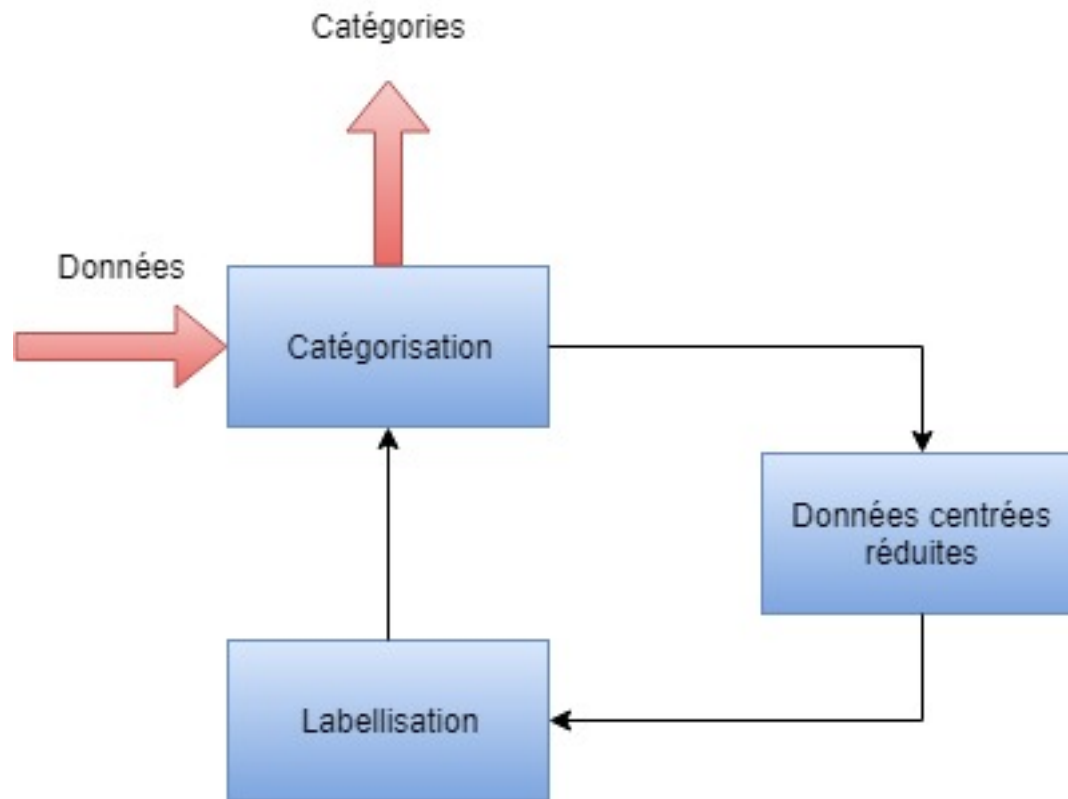 Catégories
Données
Catégorisation
Données centrées
réduites
Labellisation